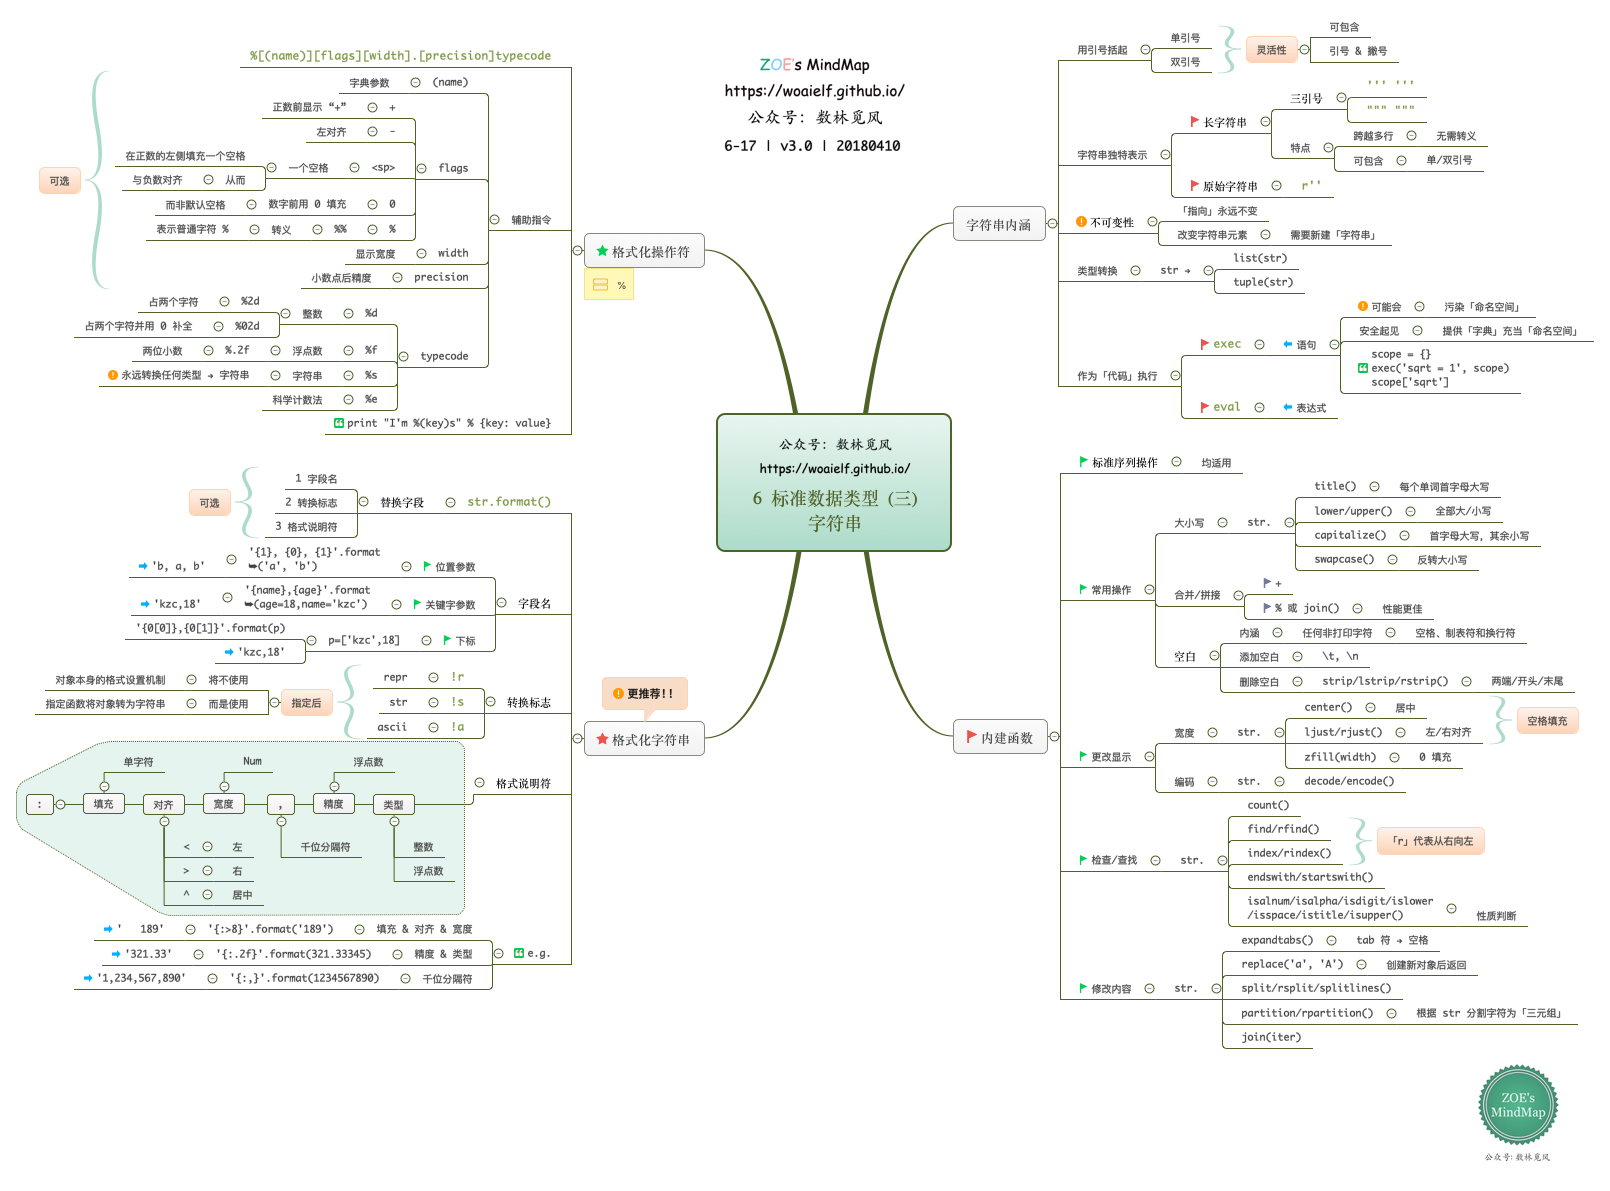 ZOE's MindMap
https://woaielf.github.io/
公众号: 数林觅风
6-17 | v3.0 | 20180410
公众号: 数林觅风
https://woaielf.github.io/
6 标准数据类型 (三)
字符串
格式化操作符
%
%[(name)][flags][width].[precision]typecode
可选
辅助指令
字典参数 (name)
flags
正数前显示 “+” +
左对齐 -
一个空格 <sp>
在正数的左侧填充一个空格
与负数对齐 从而
而非默认空格 数字前用 0 填充 0
表示普通字符 % 转义 %% %
显示宽度 width
小数点后精度 precision
typecode
整数 %d
占两个字符 %2d
占两个字符并用 0 补全 %02d
两位小数 %.2f 浮点数 %f
永远转换任何类型 → 字符串 字符串 %s
科学计数法 %e
print "I'm %(key)s" % {key: value}
更推荐!!
格式化字符串
替换字段 str.format()
可选
1 字段名
2 转换标志
3 格式说明符
字段名
位置参数
'{1}, {0}, {1}'.format
➥('a', 'b')
'b, a, b'
关键字参数
'{name},{age}'.format
➥(age=18,name='kzc')
'kzc,18'
下标
p=['kzc',18]
'{0[0]},{0[1]}'.format(p)
'kzc,18'
转换标志
repr !r
str !s
ascii !a
指定后
对象本身的格式设置机制 将不使用
指定函数将对象转为字符串 而是使用
格式说明符
单字符 Num 浮点数
: 填充 对齐 宽度 , 精度 类型
< 左
> 右
^ 居中
千位分隔符
整数
浮点数
e.g.
'   189' '{:>8}'.format('189') 填充 & 对齐 & 宽度
'321.33' '{:.2f}'.format(321.33345) 精度 & 类型
'1,234,567,890' '{:,}'.format(1234567890) 千位分隔符
字符串内涵
用引号括起
单引号
双引号
灵活性
可包含
引号 & 撇号
字符串独特表示
长字符串
三引号
''' '''
""" """
特点
跨越多行 无需转义
可包含 单/双引号
原始字符串 r''
不可变性
「指向」永远不变
改变字符串元素 需要新建「字符串」
类型转换 str →
list(str)
tuple(str)
作为「代码」执行
exec 语句
可能会 污染「命名空间」
安全起见 提供「字典」充当「命名空间」
scope = {}
exec('sqrt = 1', scope)
scope['sqrt']
eval 表达式
内建函数
标准序列操作 均适用
常用操作
大小写 str.
title() 每个单词首字母大写
lower/upper() 全部大/小写
capitalize() 首字母大写，其余小写
swapcase() 反转大小写
合并/拼接
+
% 或 join() 性能更佳
空白
内涵 任何非打印字符 空格、制表符和换行符
添加空白 \t, \n
删除空白 strip/lstrip/rstrip() 两端/开头/末尾
更改显示
宽度 str.
center() 居中
ljust/rjust() 左/右对齐
zfill(width) 0 填充
空格填充
编码 str. decode/encode()
检查/查找 str.
count()
find/rfind()
index/rindex()
「r」代表从右向左
endswith/startswith()
isalnum/isalpha/isdigit/islower
/isspace/istitle/isupper() 性质判断
修改内容 str.
expandtabs() tab 符 → 空格
replace('a', 'A') 创建新对象后返回
split/rsplit/splitlines()
partition/rpartition() 根据 str 分割字符为「三元组」
join(iter)
ZOE's
MindMap
公众号: 数林觅风